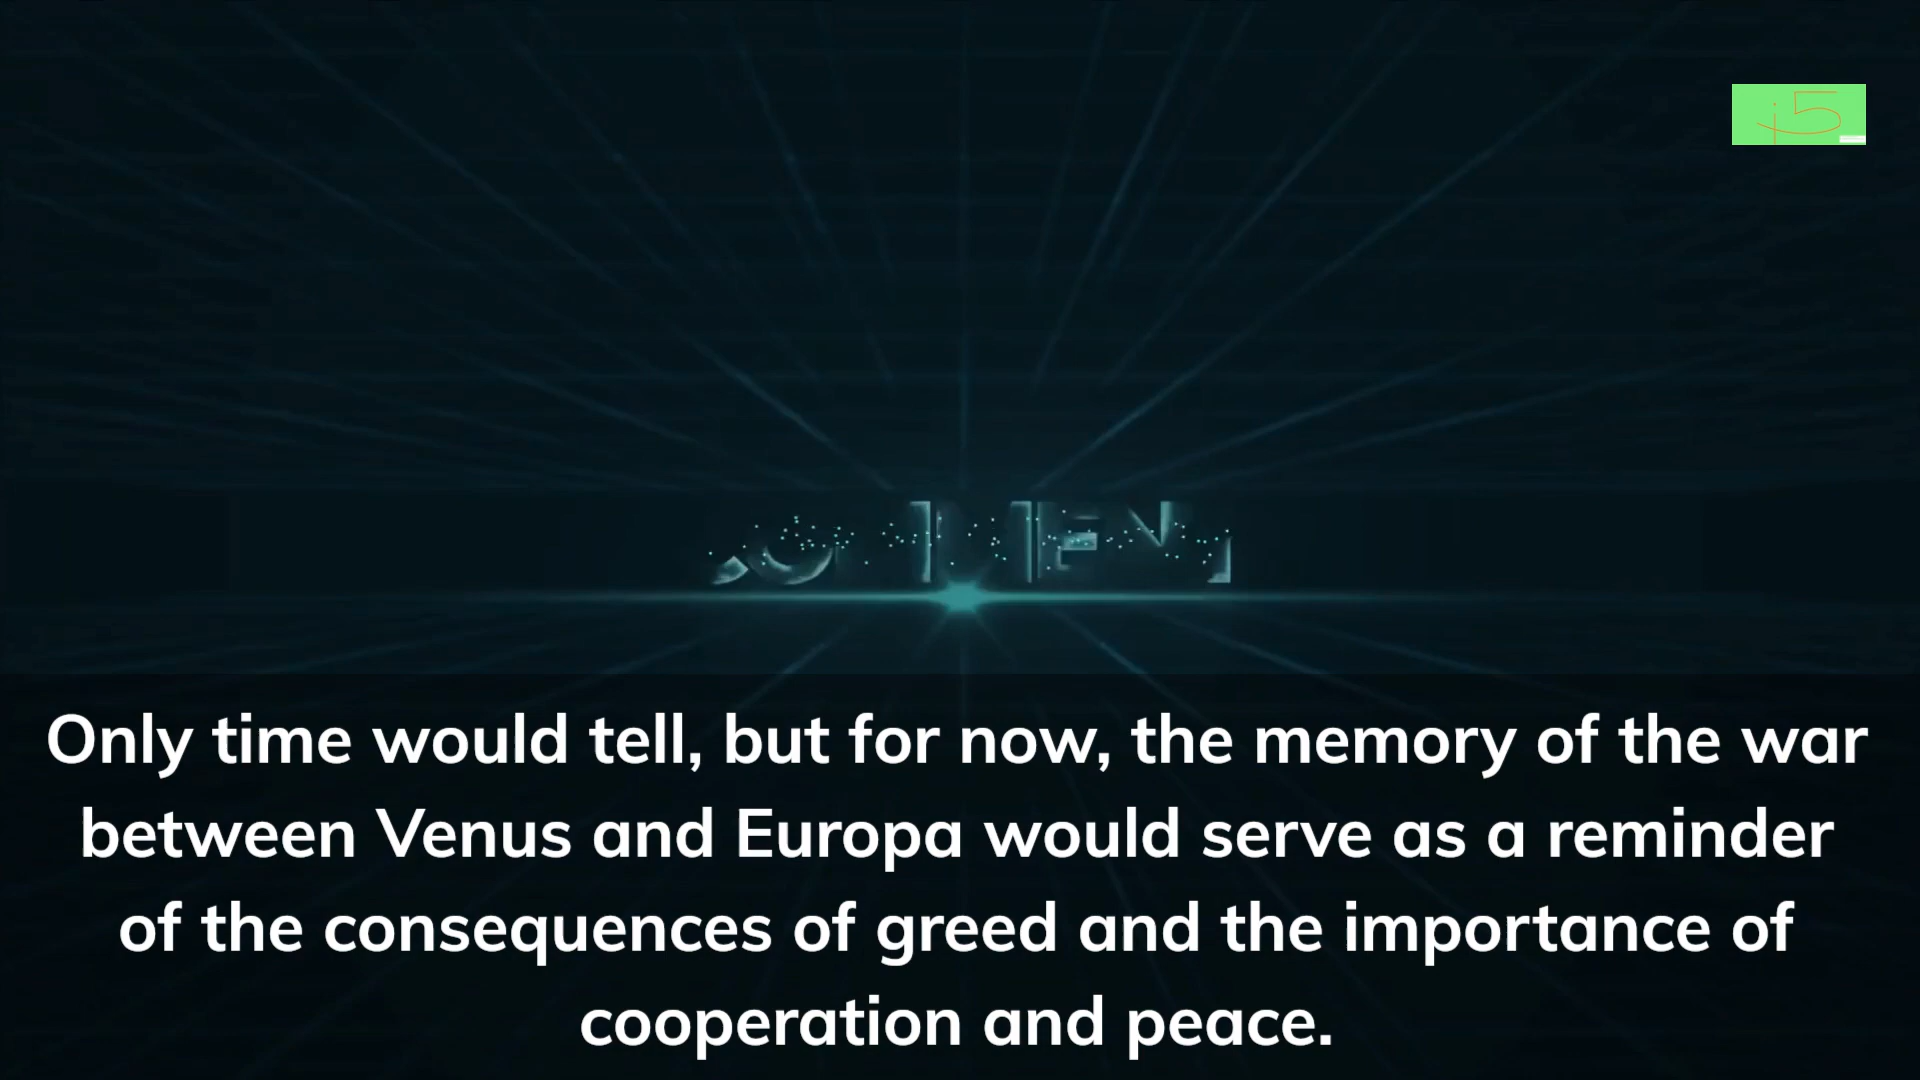 i5
Only time would tell, but for now, the memory of the war
between Venus and Europa would serve as a reminder
of the consequences of greed and the importance of
cooperation and peace.